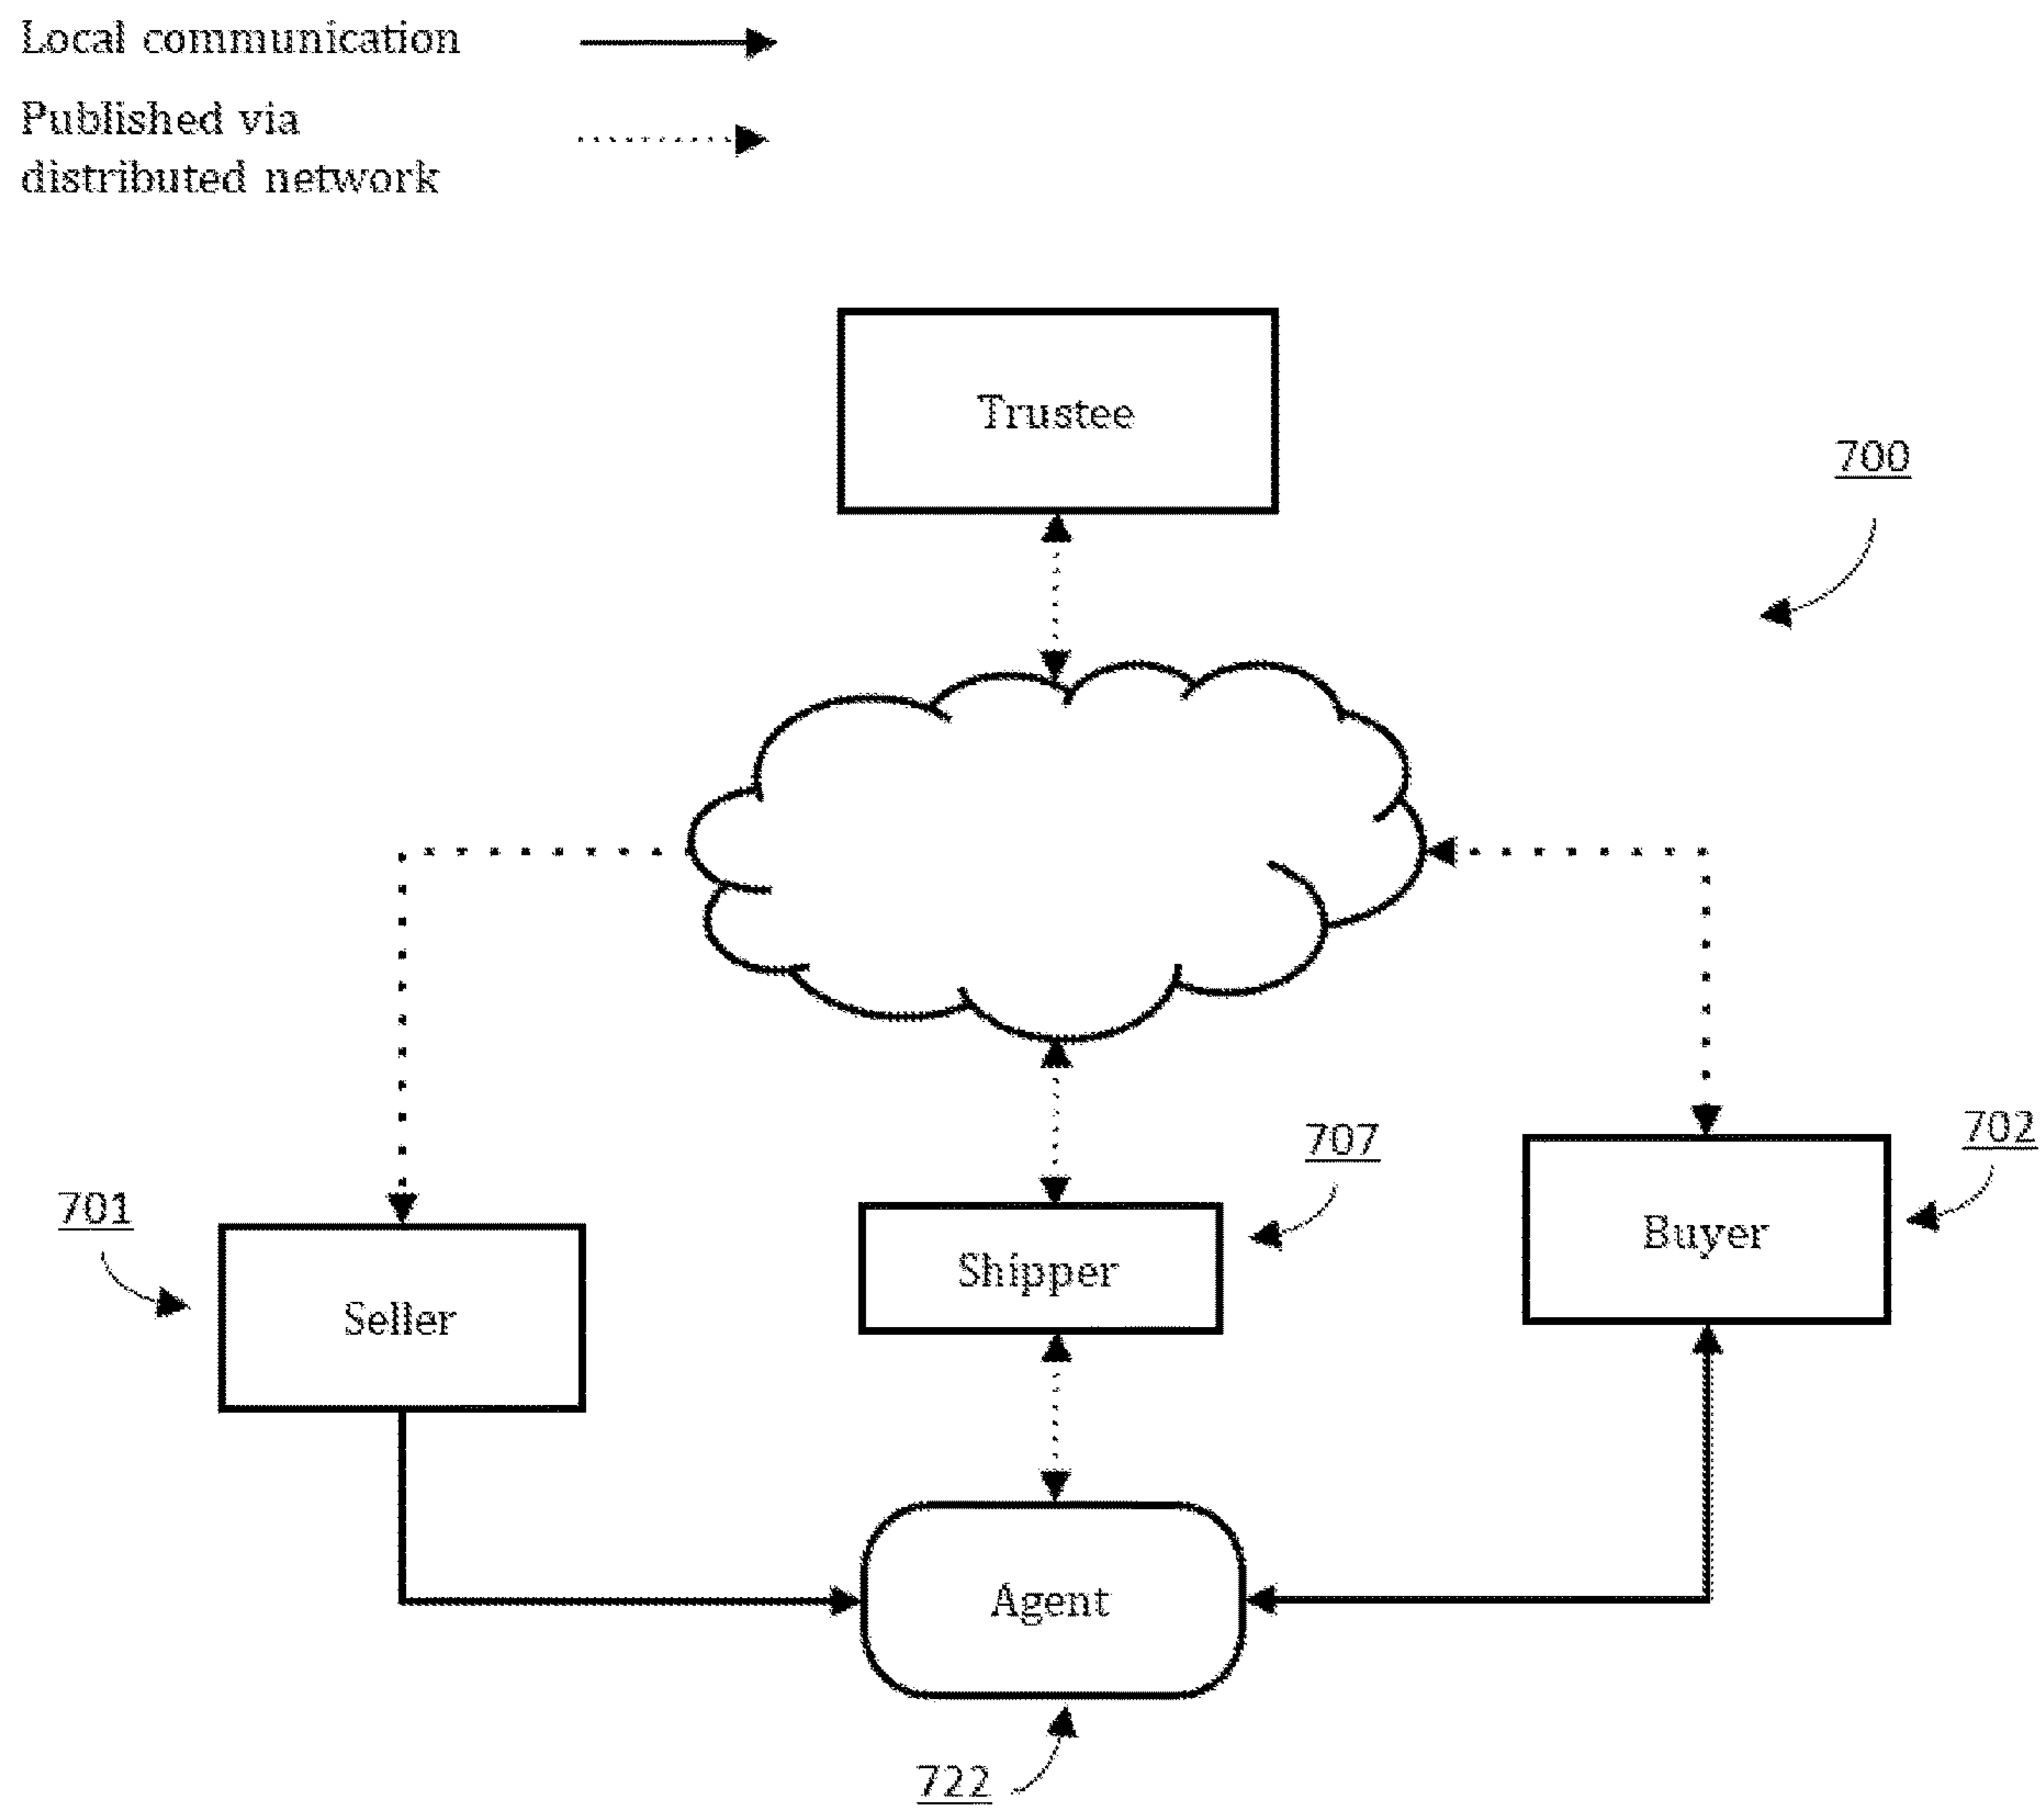 Local communication
Published via
distributed network
Trustee
700
702
707
701
Buyer
Shipper
Seller
Agent
722